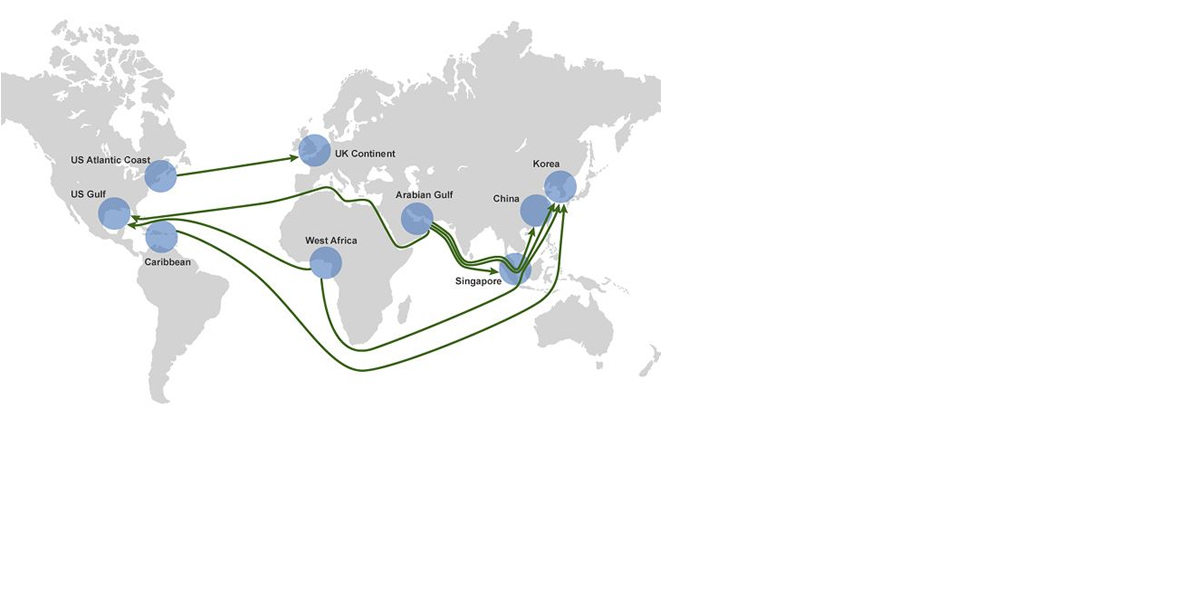 US Atlantic Coast
UK Continent
Korea
US Gulf
Arabian Gulf
China
West Africa
Caribbean
Singapore